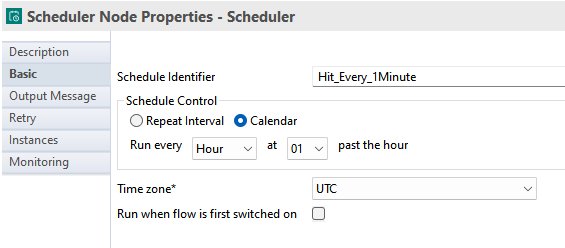 Scheduler Node Properties - Scheduler
Description
Basic
Output Message
Retry
Instances
Monitoring
Schedule Identifier Hit_Every_1Minute
Schedule Control
Repeat Interval Calendar
Run every Hour at 01 past the hour
Time zone* UTC
Run when flow is first switched on